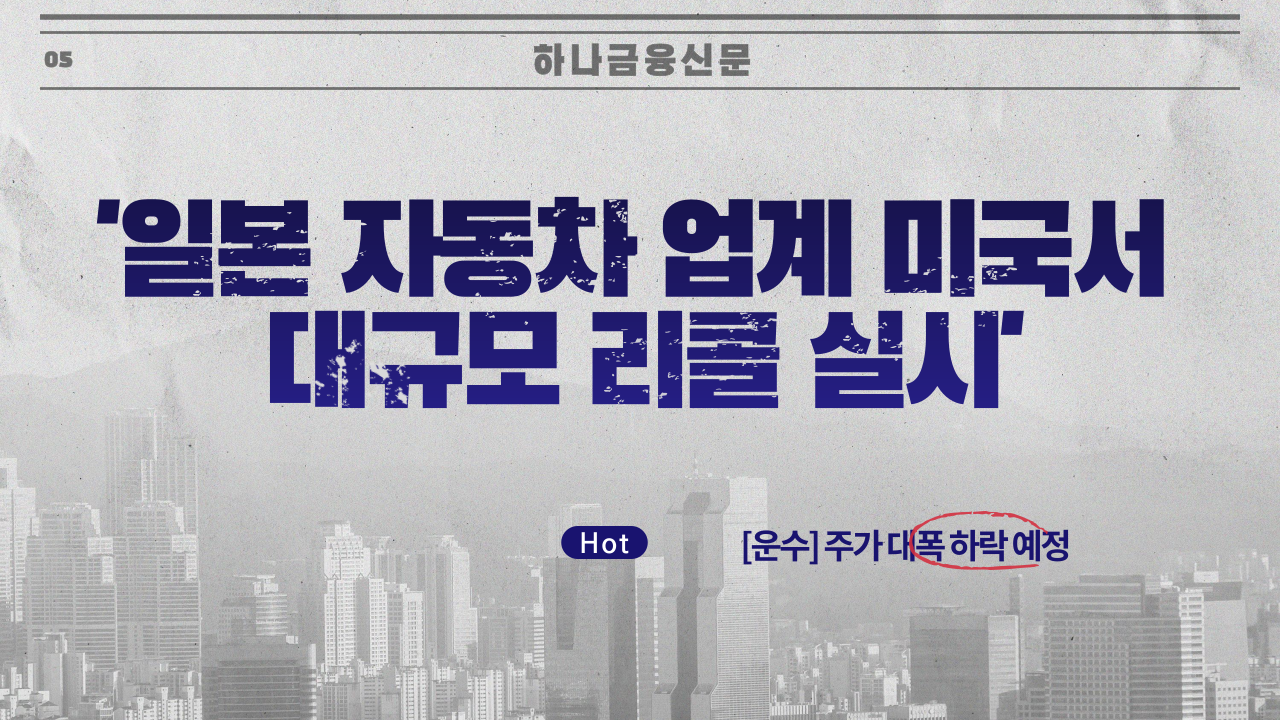 05
하나금융신문
'일본 자동차 업계 미국서
대규모 리콜 실시'
Hot
[운수] 주가 대폭 하락 예정